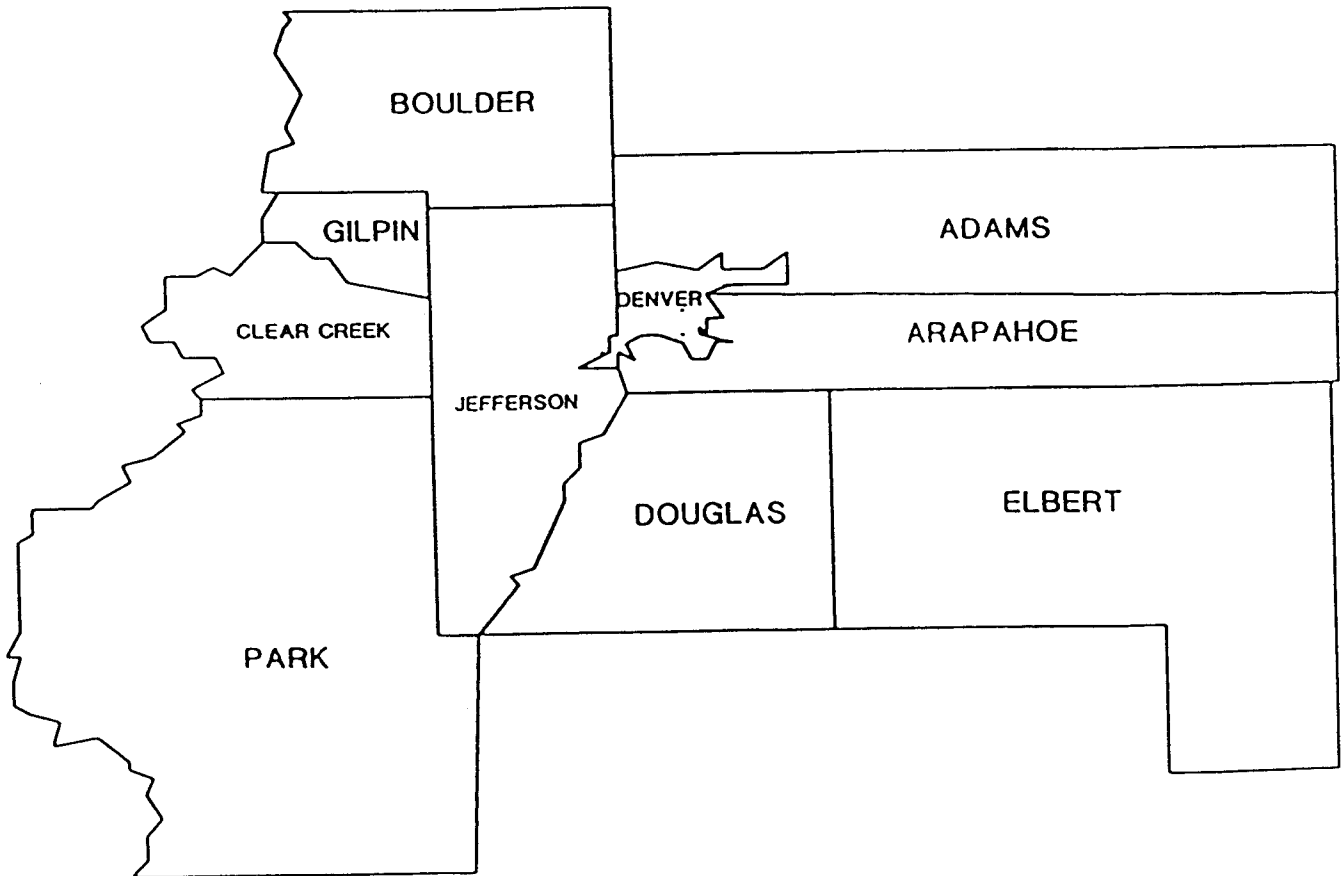 BOULDER
GILPIN
ADAMS
DENVER
CLEAR CREEK
ARAPAHOE
JEFFERSON
DOUGLAS
ELBERT
PARK